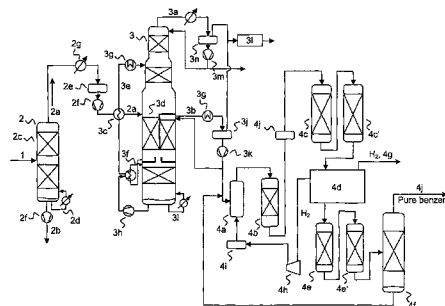 3a
2g
3
3n
3l
3m
2e
3g
3e
2f
2a
2a
3d
3b
3g
3c
3j
4j
2
2c
1
3k
4c
4c'
H2, 4g
3f
4d
4j
Pure benzen
4a
4b
H2
2d
2f
2b
3h
3i
4i
4h
4e
4e'
4f